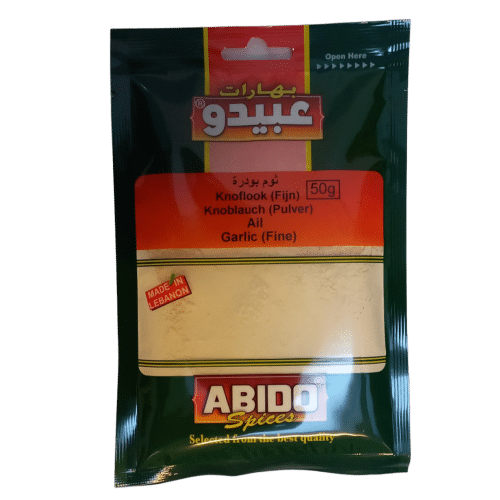 Open Here
بهارات
عبيدو®
ثوم بودرة
Knoflook (Fijn)
50g
Knoblauch (Pulver)
Ail
Garlic (Fine)
MADE IN
LEBANON
ABIDO
Spices
Selected from the best quality